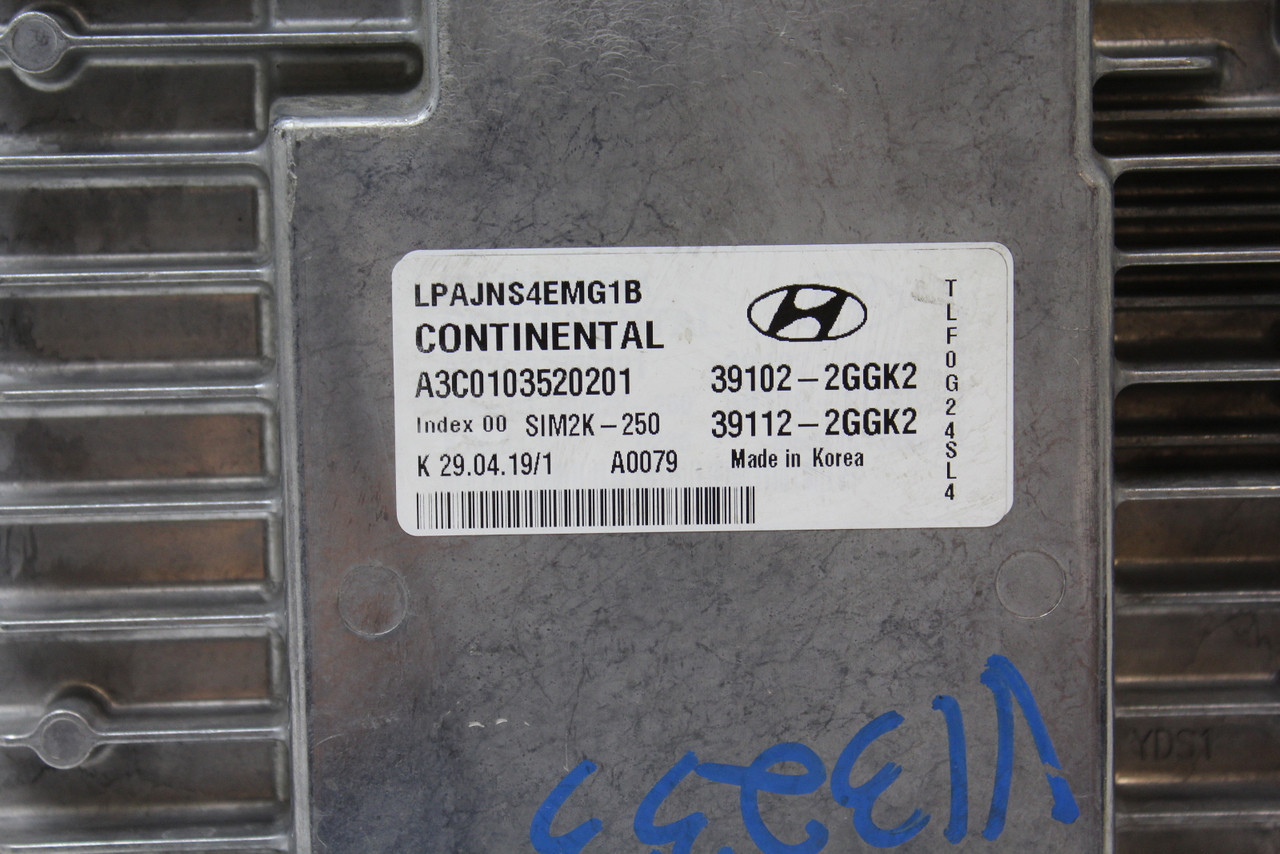 LPAJNS4EMG1B
CONTINENTAL
A3C0103520201
39102-2GGK2
Index 00 SIM2K-250
39112-2GGK2
K 29.04.19/1 A0079
Made in Korea
TLF0G24SL4
YDS1